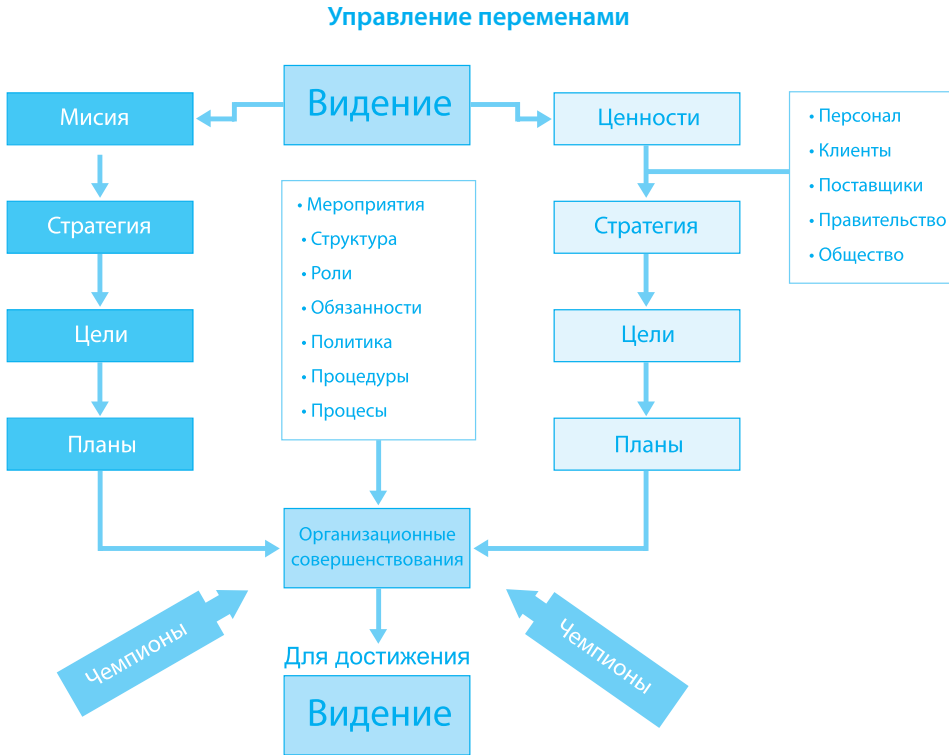 Управление переменами
Видение
Мисия
Стратегия
Цели
Планы
• Мероприятия
• Структура
• Роли
• Обязанности
• Политика
• Процедуры
• Процесы
Ценности
Стратегия
Цели
Планы
• Персонал
• Клиенты
• Поставщики
• Правительство
• Общество
Организационные
совершенствования
Чемпионы
Чемпионы
Для достижения
Видение